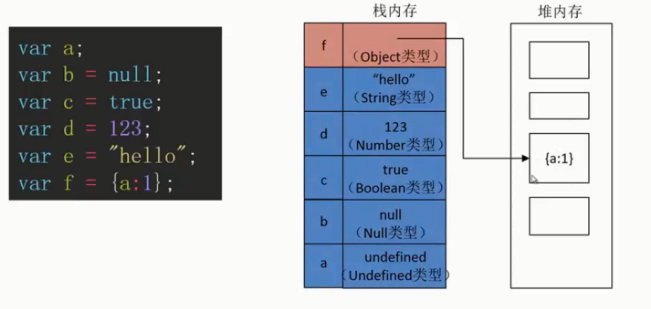 var a;
var b = null;
var c = true;
var d = 123;
var e = "hello";
var f = {a:1};
栈内存
f
（Object类型）
e
“hello”
（String类型）
d
123
（Number类型）
c
true
（Boolean类型）
b
null
（Null类型）
a
undefined
（Undefined类型）
堆内存
{a:1}